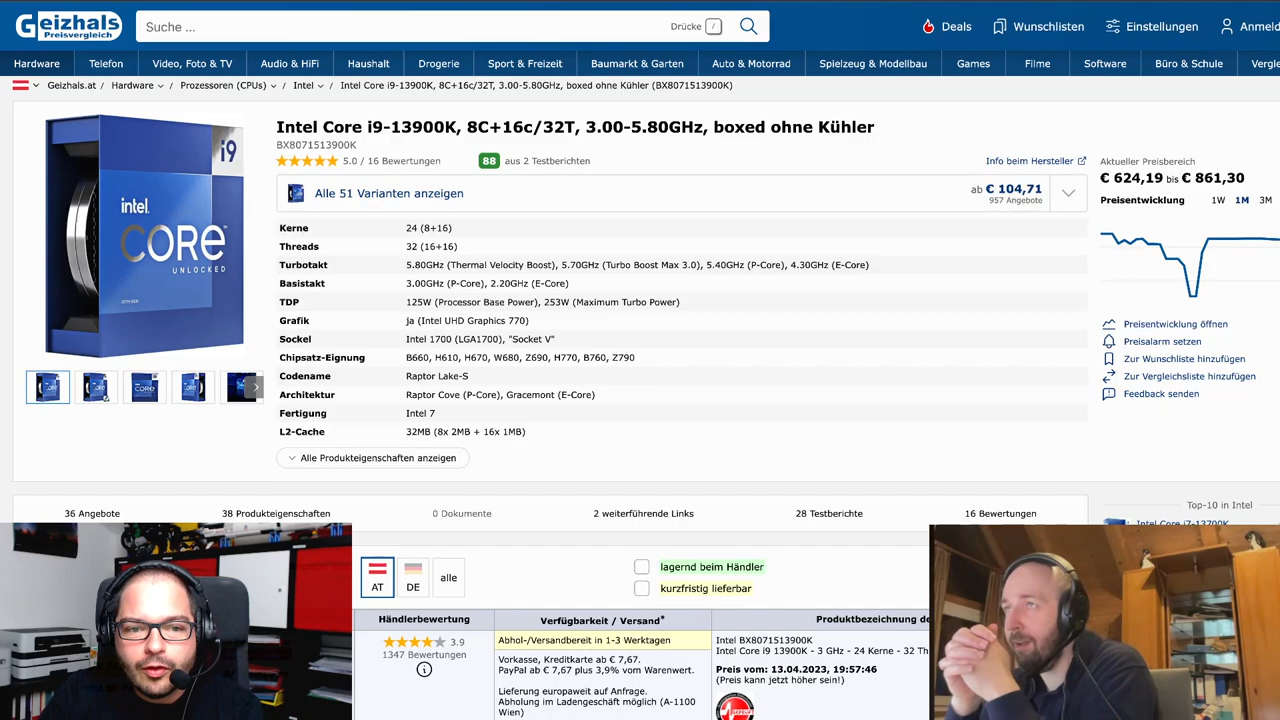 Geizhals
Preisvergleich
Suche ...
Drücke /
Deals
Wunschlisten
Einstellungen
Anmeld
Hardware
Telefon
Video, Foto & TV
Audio & HiFi
Haushalt
Drogerie
Sport & Freizeit
Baumarkt & Garten
Auto & Motorrad
Spielzeug & Modellbau
Games
Filme
Software
Büro & Schule
Vergle
Geizhals.at / Hardware / Prozessoren (CPUs) / Intel / Intel Core i9-13900K, 8C+16c/32T, 3.00-5.80GHz, boxed ohne Kühler (BX8071513900K)
i9
intel.
CORE
UNLOCKED
Intel Core i9-13900K, 8C+16c/32T, 3.00-5.80GHz, boxed ohne Kühler
BX8071513900K
5.0 / 16 Bewertungen
88 aus 2 Testberichten
Info beim Hersteller
Alle 51 Varianten anzeigen
ab € 104,71
957 Angebote
Kerne 24 (8+16)
Threads 32 (16+16)
Turbotakt 5.80GHz (Thermal Velocity Boost), 5.70GHz (Turbo Boost Max 3.0), 5.40GHz (P-Core), 4.30GHz (E-Core)
Basistakt 3.00GHz (P-Core), 2.20GHz (E-Core)
TDP 125W (Processor Base Power), 253W (Maximum Turbo Power)
Grafik ja (Intel UHD Graphics 770)
Sockel Intel 1700 (LGA1700), "Socket V"
Chipsatz-Eignung B660, H610, H670, W680, Z690, H770, B760, Z790
Codename Raptor Lake-S
Architektur Raptor Cove (P-Core), Gracemont (E-Core)
Fertigung Intel 7
L2-Cache 32MB (8x 2MB + 16x 1MB)
Alle Produkteigenschaften anzeigen
Aktueller Preisbereich
€ 624,19 bis € 861,30
Preisentwicklung 1W 1M 3M
Preisentwicklung öffnen
Preisalarm setzen
Zur Wunschliste hinzufügen
Zur Vergleichsliste hinzufügen
Feedback senden
36 Angebote
38 Produkteigenschaften
0 Dokumente
2 weiterführende Links
28 Testberichte
16 Bewertungen
Top-10 in Intel
Intel Core i7-13700K
AT
DE
alle
lagernd beim Händler
kurzfristig lieferbar
Händlerbewertung
Verfügbarkeit / Versand*
Produktbezeichnung de
3.9
1347 Bewertungen
Abhol-/Versandbereit in 1-3 Werktagen
Vorkasse, Kreditkarte ab € 7,67.
PayPal ab € 7,67 plus 3,9% vom Warenwert.
Lieferung europaweit auf Anfrage.
Abholung im Ladengeschäft möglich (A-1100
Wien)
Intel BX8071513900K
Intel Core i9 13900K - 3 GHz - 24 Kerne - 32 Th
Preis vom: 13.04.2023, 19:57:46
(Preis kann jetzt höher sein!)